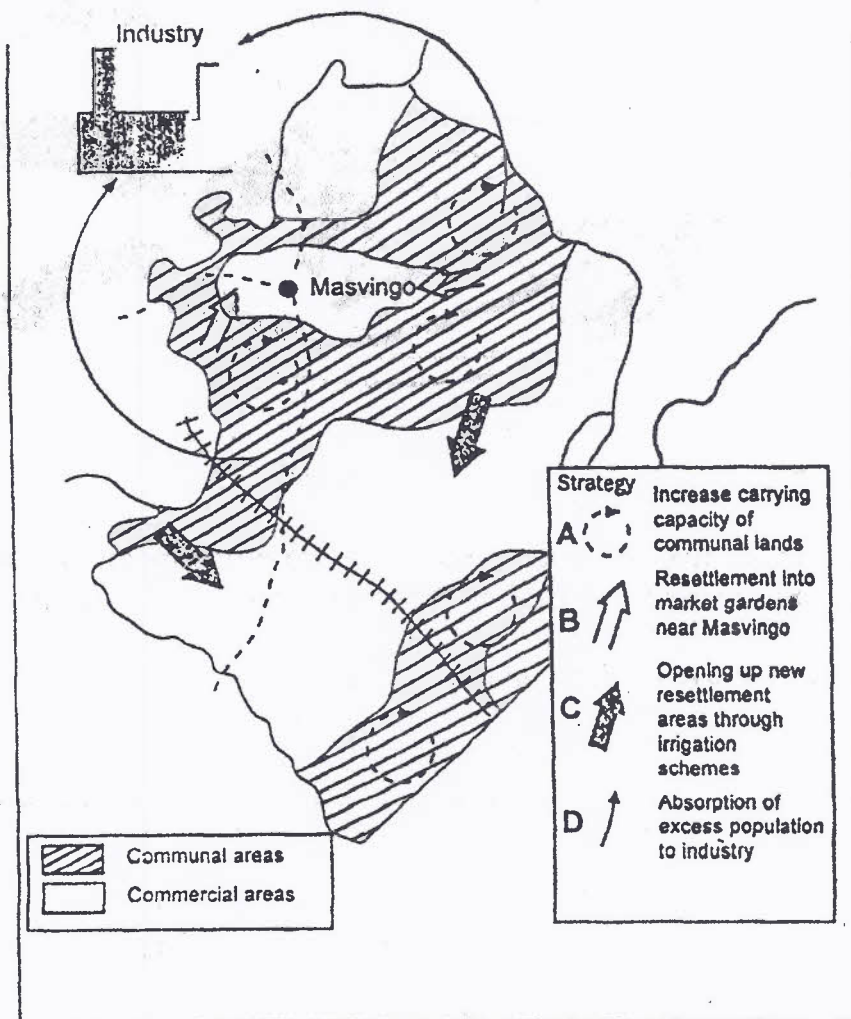 Industry
Masvingo
Strategy
A
Increase carrying
capacity of
communal lands
B
Resettlement into
market gardens
near Masvingo
C
Opening up new
resettlement
areas through
irrigation
schemes
D
Absorption of
excess population
to industry
Communal areas
Commercial areas